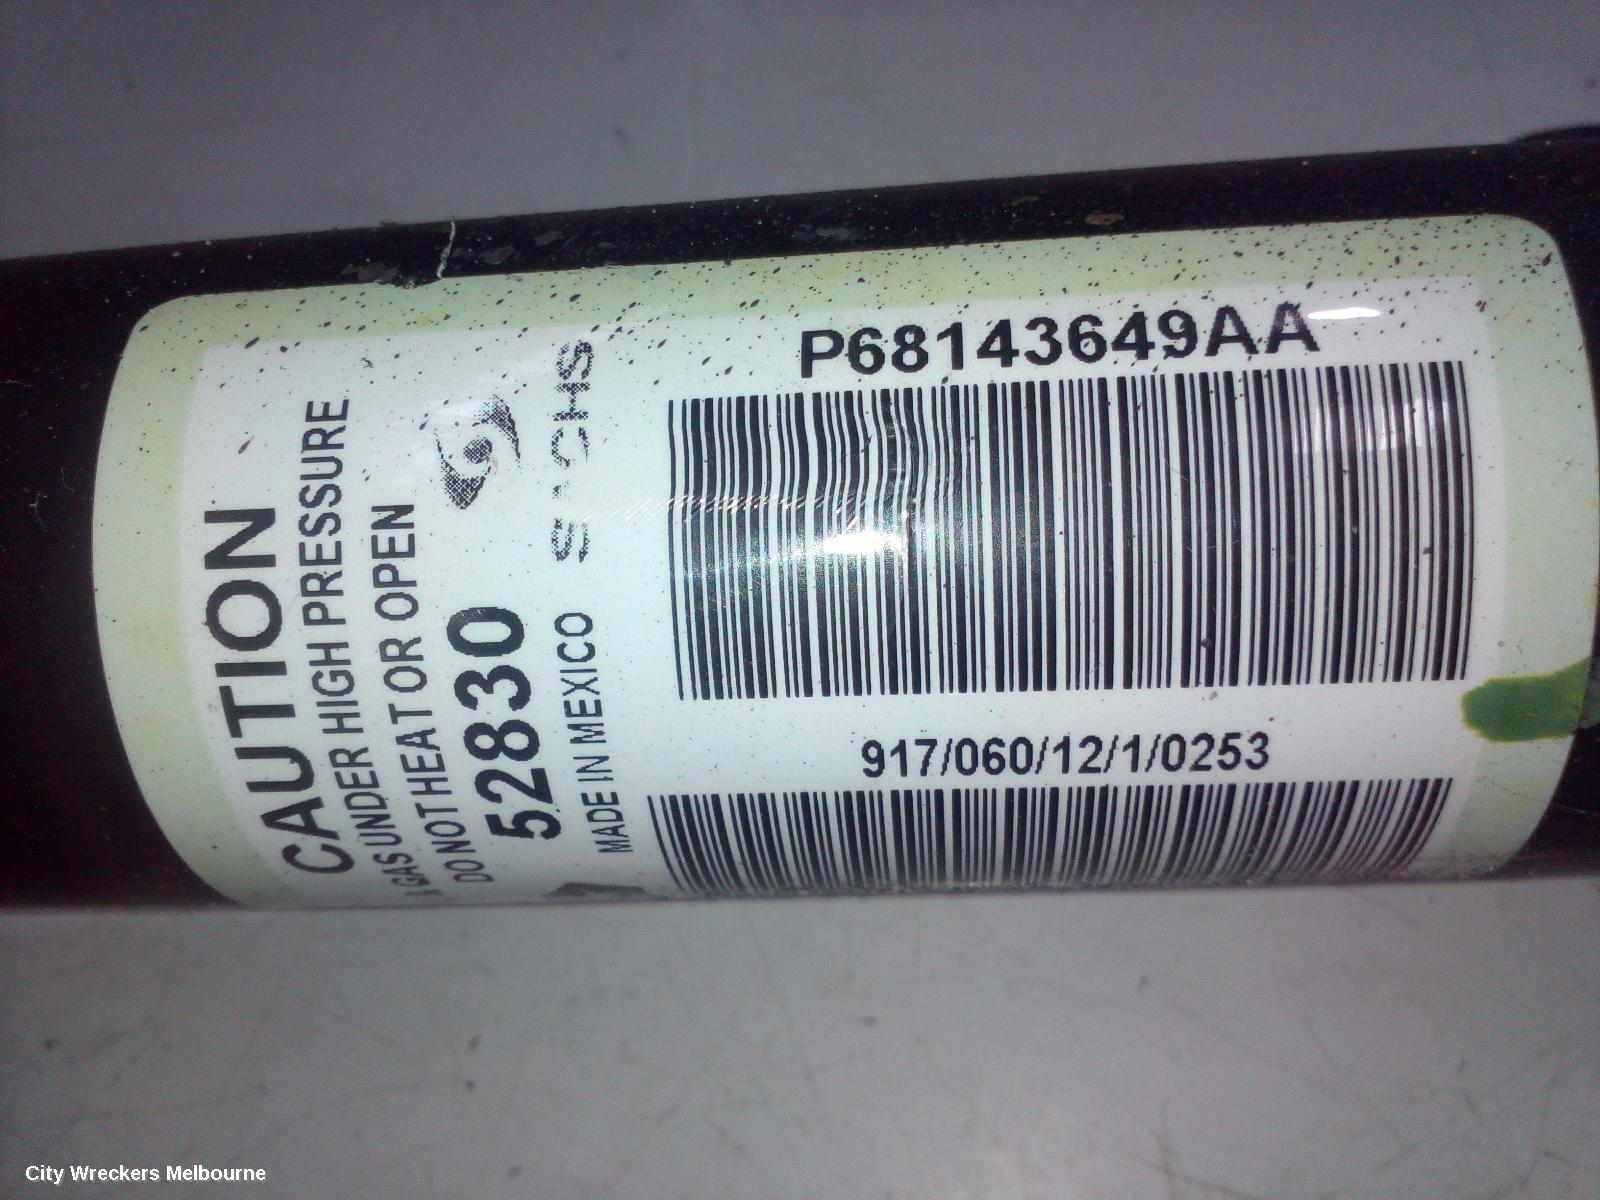 P68143649AA
917/060/12/1/0253
CAUTION
GAS UNDER HIGH PRESSURE
DO NOT HEAT OR OPEN
52830
MADE IN MEXICO
SACHS
City Wreckers Melbourne